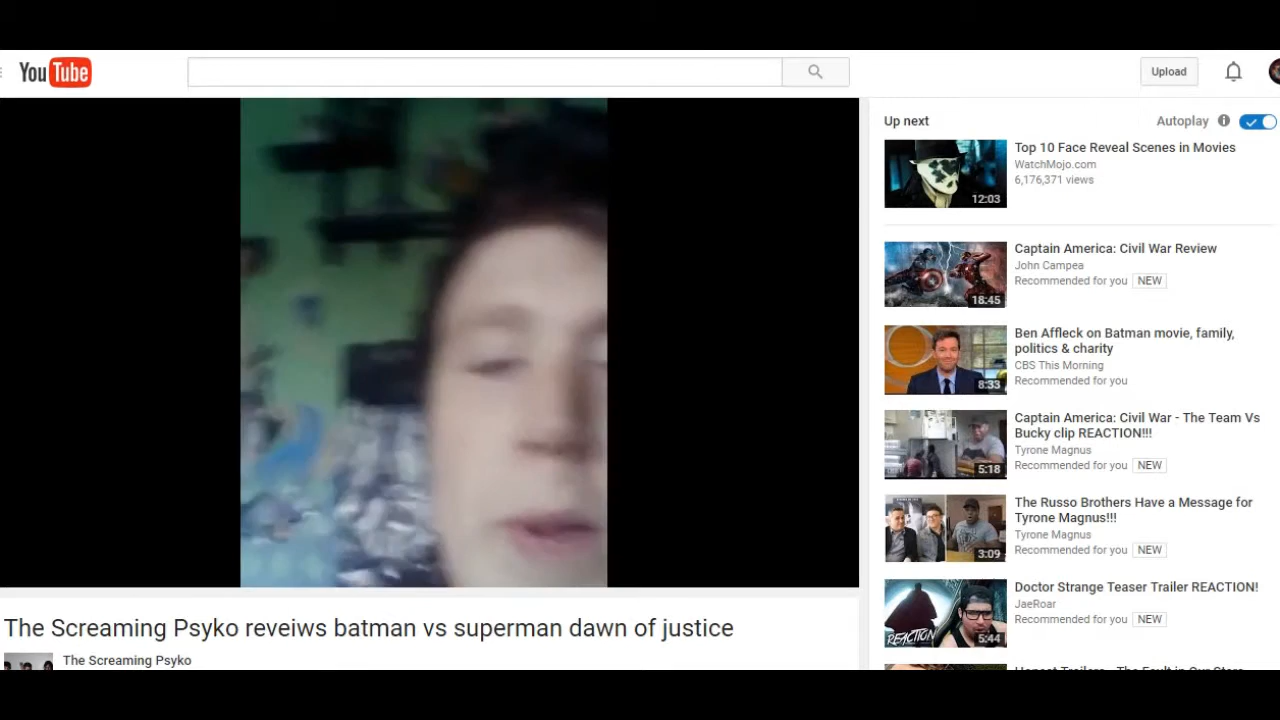 YouTube
Upload
Up next
Autoplay
Top 10 Face Reveal Scenes in Movies
WatchMojo.com
6,176,371 views
12:03
Captain America: Civil War Review
John Campea
Recommended for you NEW
18:45
Ben Affleck on Batman movie, family,
politics & charity
CBS This Morning
Recommended for you
8:33
Captain America: Civil War - The Team Vs
Bucky clip REACTION!!!
Tyrone Magnus
Recommended for you NEW
5:18
The Russo Brothers Have a Message for
Tyrone Magnus!!!
Tyrone Magnus
Recommended for you NEW
3:09
Doctor Strange Teaser Trailer REACTION!
JaeRoar
Recommended for you NEW
REACTION
5:44
The Screaming Psyko reveiws batman vs superman dawn of justice
The Screaming Psyko